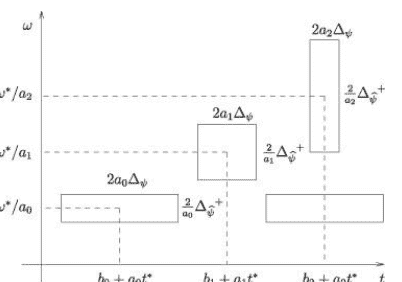 ω
2a₂Δ_ψ
ω*/a₂
2/a₂ Δ_ψ̂⁺
2a₁Δ_ψ
ω*/a₁
2/a₁ Δ_ψ̂⁺
2a₀Δ_ψ
ω*/a₀
2/a₀ Δ_ψ̂⁺
b₀ + a₀t*
b₁ + a₁t*
b₂ + a₂t*
t